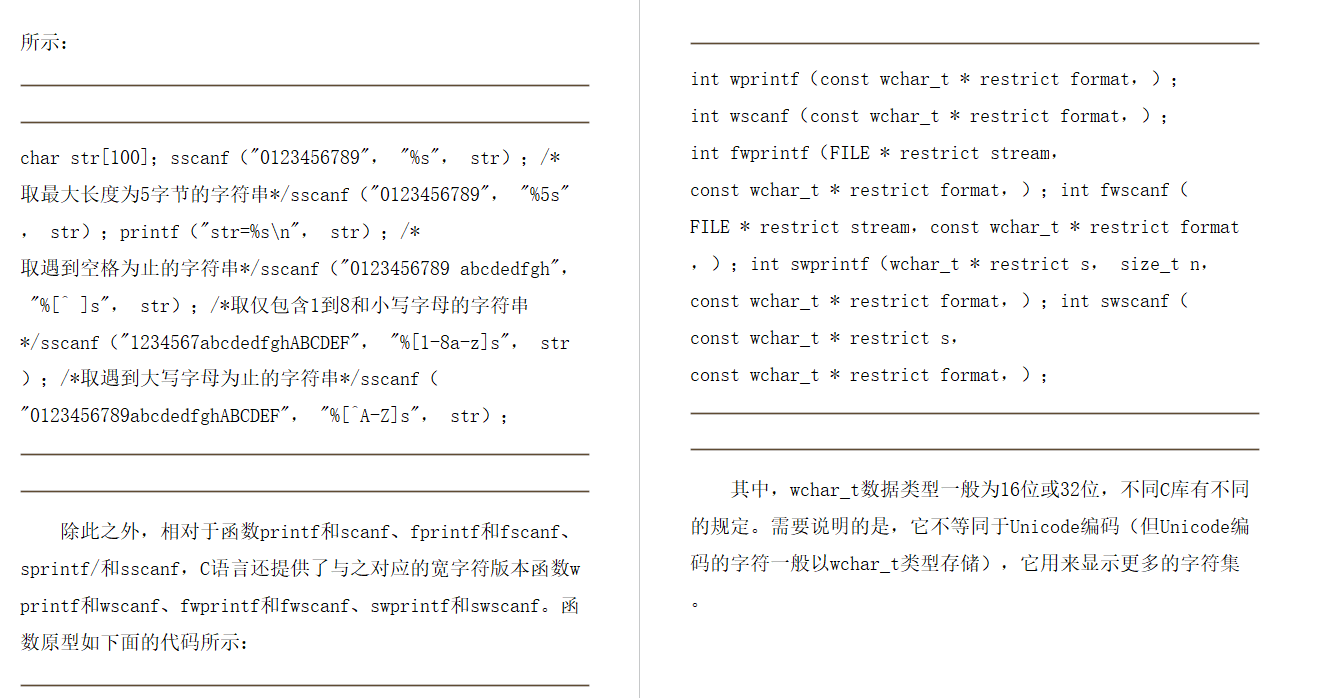 所示：
char str[100]；sscanf（"0123456789"， "%s"， str）；/*
取最大长度为5字节的字符串*/sscanf（"0123456789"， "%5s"
， str）；printf（"str=%s\n"， str）；/*
取遇到空格为止的字符串*/sscanf（"0123456789 abcdedfgh"，
"%[^ ]s"， str）；/*取仅包含1到8和小写字母的字符串
*/sscanf（"1234567abcdedfghABCDEF"， "%[1-8a-z]s"， str
）；/*取遇到大写字母为止的字符串*/sscanf（
"0123456789abcdedfghABCDEF"， "%[^A-Z]s"， str）；
除此之外，相对于函数printf和scanf、fprintf和fscanf、
sprintf/和sscanf，C语言还提供了与之对应的宽字符版本函数w
printf和wscanf、fwprintf和fwscanf、swprintf和swscanf。函
数原型如下面的代码所示：
int wprintf（const wchar_t * restrict format，）；
int wscanf（const wchar_t * restrict format，）；
int fwprintf（FILE * restrict stream，
const wchar_t * restrict format，）；int fwscanf（
FILE * restrict stream，const wchar_t * restrict format
，）；int swprintf（wchar_t * restrict s， size_t n，
const wchar_t * restrict format，）；int swscanf（
const wchar_t * restrict s，
const wchar_t * restrict format，）；
其中，wchar_t数据类型一般为16位或32位，不同C库有不同
的规定。需要说明的是，它不等同于Unicode编码（但Unicode编
码的字符一般以wchar_t类型存储），它用来显示更多的字符集
。